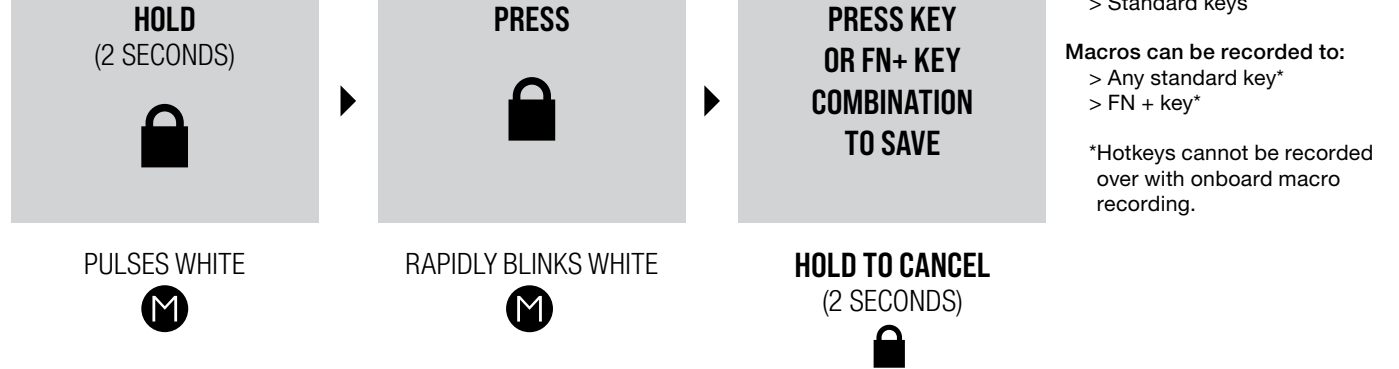 HOLD
(2 SECONDS)
PULSES WHITE
M
PRESS
RAPIDLY BLINKS WHITE
M
PRESS KEY
OR FN+ KEY
COMBINATION
TO SAVE
HOLD TO CANCEL
(2 SECONDS)
> Standard keys
Macros can be recorded to:
> Any standard key*
> FN + key*
*Hotkeys cannot be recorded
over with onboard macro
recording.